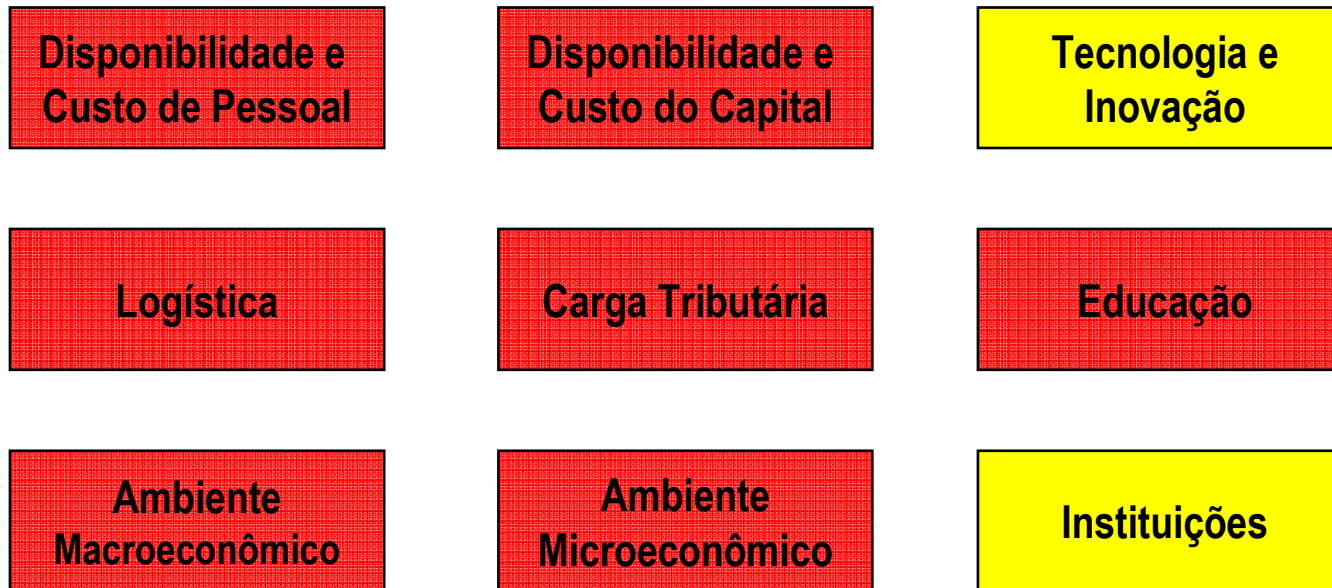 Disponibilidade e
Custo de Pessoal
Disponibilidade e
Custo do Capital
Tecnologia e
Inovação
Logística
Carga Tributária
Educação
Ambiente
Macroeconômico
Ambiente
Microeconômico
Instituições